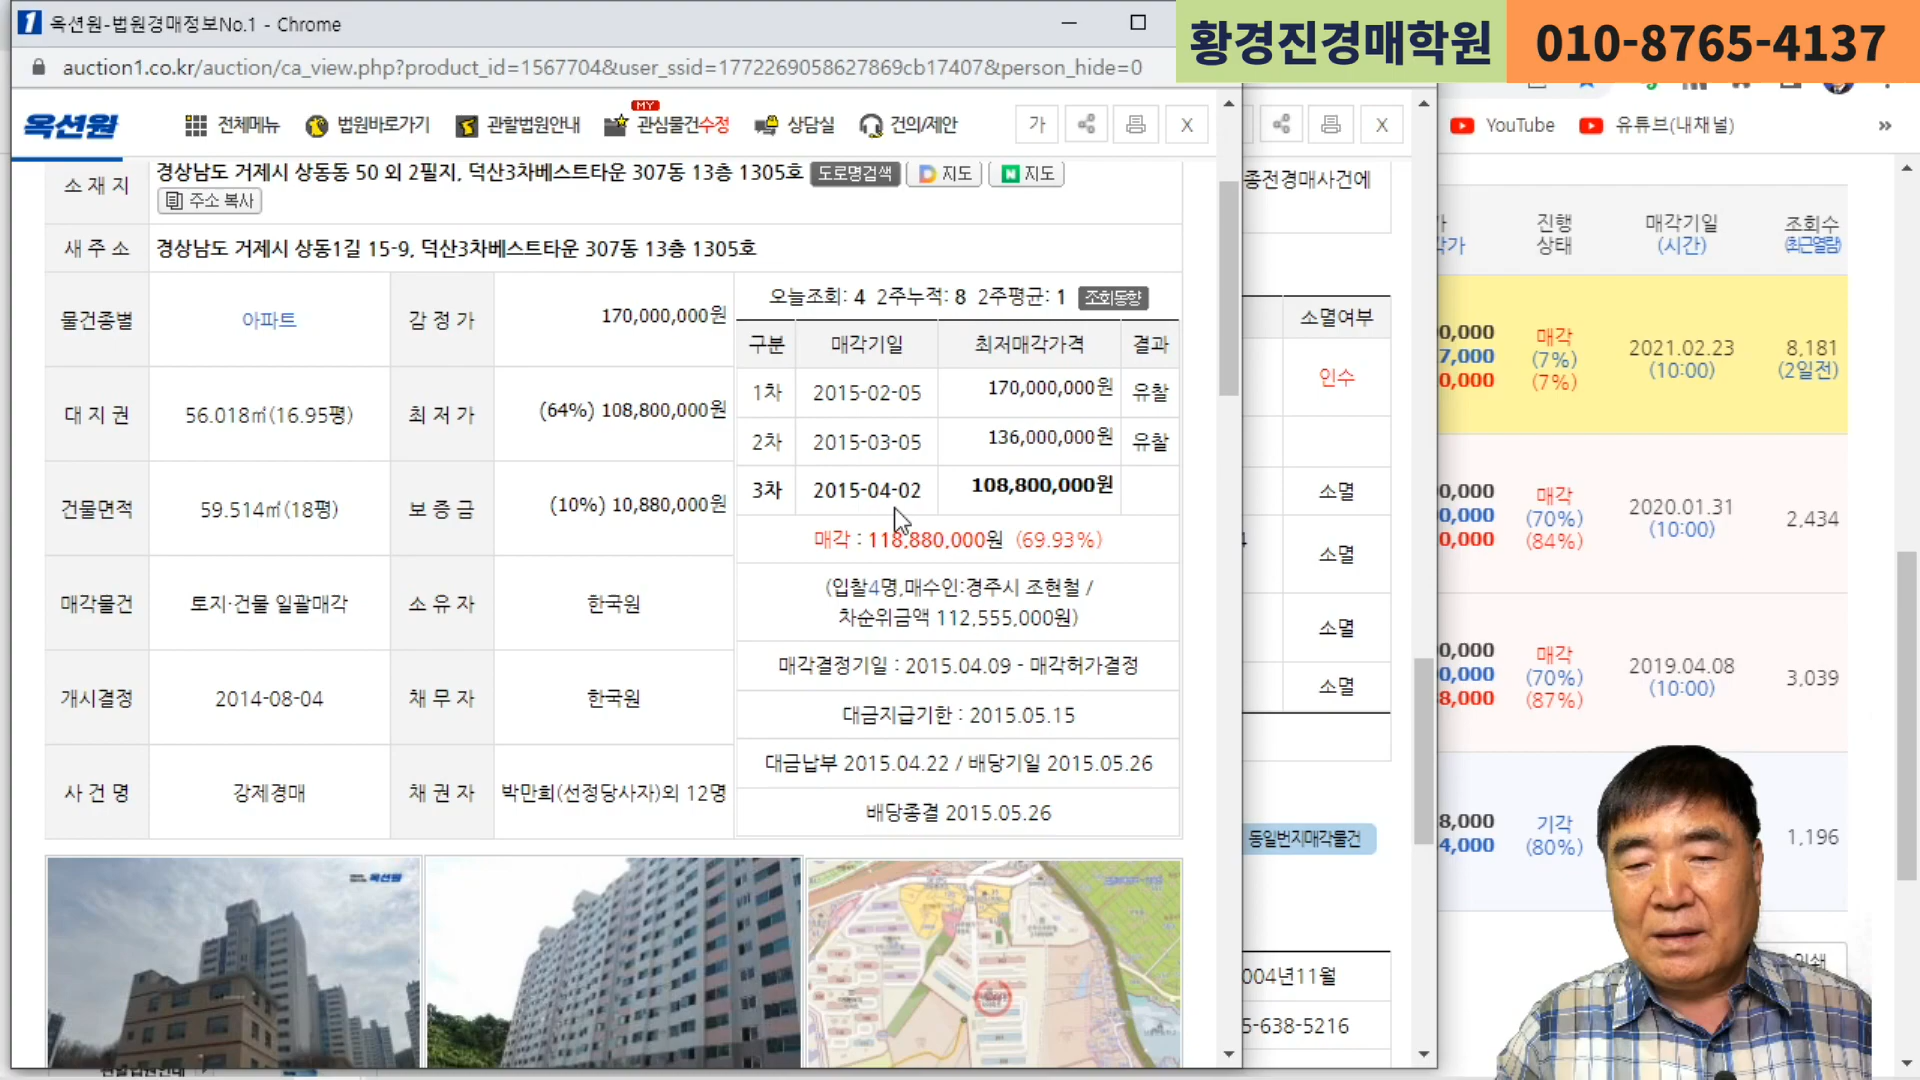 옥션원-법원경매정보No.1 - Chrome
황경진경매학원 010-8765-4137
auction1.co.kr/auction/ca_view.php?product_id=1567704&user_ssid=1772269058627869cb17407&person_hide=0
옥션원 전체메뉴 법원바로가기 관할법원안내 MY 관심물건수정 상담실 건의/제안 가 X X
YouTube 유튜브(내채널) »
소 재 지 경상남도 거제시 상동동 50 외 2필지, 덕산3차베스트타운 307동 13층 1305호 도로명검색 D 지도 N 지도
주소 복사
새 주 소 경상남도 거제시 상동1길 15-9, 덕산3차베스트타운 307동 13층 1305호
물건종별 아파트 감 정 가 170,000,000원
대 지 권 56.018㎡(16.95평) 최 저 가 (64%) 108,800,000원
건물면적 59.514㎡(18평) 보 증 금 (10%) 10,880,000원
매각물건 토지·건물 일괄매각 소 유 자 한국원
개시결정 2014-08-04 채 무 자 한국원
사 건 명 강제경매 채 권 자 박만희(선정당사자)외 12명
오늘조회: 4 2주누적: 8 2주평균: 1 조회동향
구분 매각기일 최저매각가격 결과
1차 2015-02-05 170,000,000원 유찰
2차 2015-03-05 136,000,000원 유찰
3차 2015-04-02 108,800,000원
매각 : 118,880,000원 (69.93%)
(입찰4명,매수인:경주시 조현철 /
차순위금액 112,555,000원)
매각결정기일 : 2015.04.09 - 매각허가결정
대금지급기한 : 2015.05.15
대금납부 2015.04.22 / 배당기일 2015.05.26
배당종결 2015.05.26
옥션원
종전경매사건에
소멸여부
인수
소멸
소멸
소멸
소멸
동일번지매각물건
004년11월
5-638-5216
진행
상태
매각기일
(시간)
조회수
(최근열람)
0,000
7,000
0,000
매각
(7%)
(7%)
2021.02.23
(10:00)
8,181
(2일전)
0,000
0,000
0,000
매각
(70%)
(84%)
2020.01.31
(10:00)
2,434
0,000
0,000
8,000
매각
(70%)
(87%)
2019.04.08
(10:00)
3,039
8,000
4,000
기각
(80%)
1,196